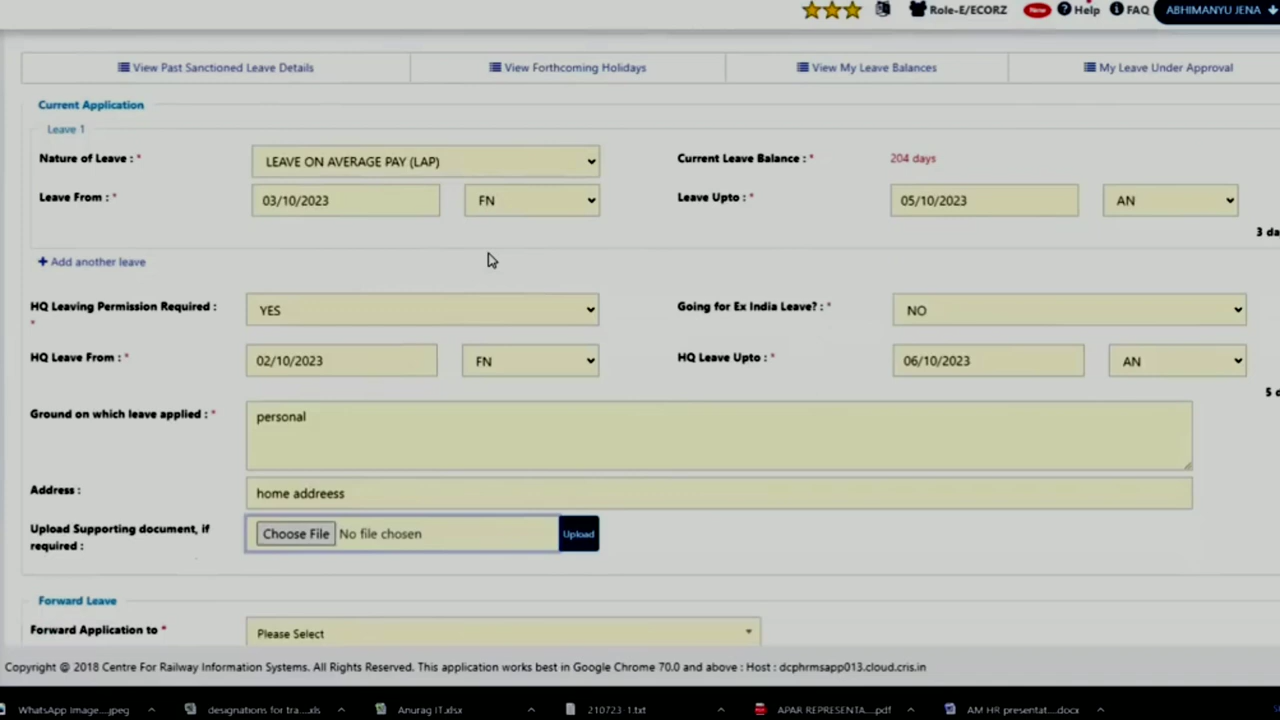 Role-E/ECORZ New Help FAQ ABHIMANYU JENA
View Past Sanctioned Leave Details View Forthcoming Holidays View My Leave Balances My Leave Under Approval
Current Application
Leave 1
Nature of Leave : * LEAVE ON AVERAGE PAY (LAP) Current Leave Balance : * 204 days
Leave From : * 03/10/2023 FN Leave Upto : * 05/10/2023 AN
3 da
+ Add another leave
HQ Leaving Permission Required : * YES Going for Ex India Leave? : * NO
HQ Leave From : * 02/10/2023 FN HQ Leave Upto : * 06/10/2023 AN
5 d
Ground on which leave applied : * personal
Address : home addreess
Upload Supporting document, if required : Choose File No file chosen Upload
Forward Leave
Forward Application to * Please Select
Copyright @ 2018 Centre For Railway Information Systems. All Rights Reserved. This application works best in Google Chrome 70.0 and above : Host : dcphrmsapp013.cloud.cris.in
WhatsApp Image....jpeg designations for tra....xls Anurag IT.xlsx 210723 1.txt APAR REPRESENTA....pdf AM HR presentat....docx